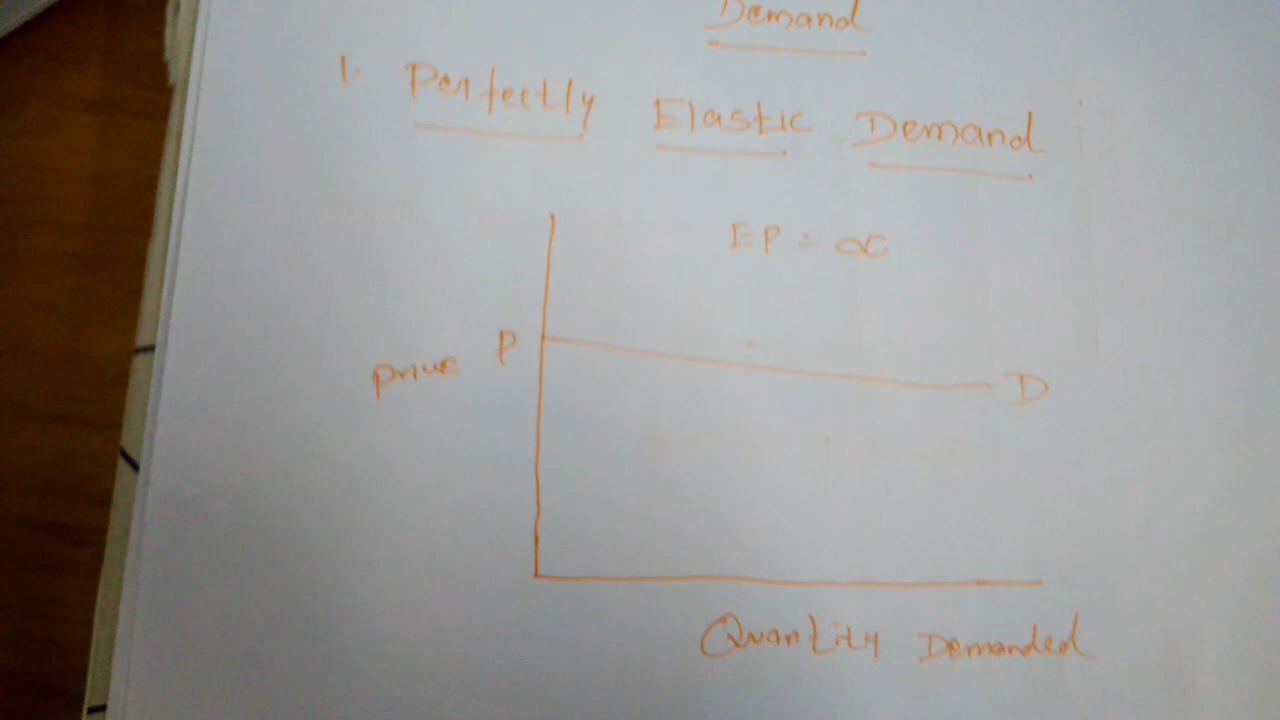 Demand
1. Perfectly Elastic Demand
EP = ∝
P
price
D
Quantity Demanded